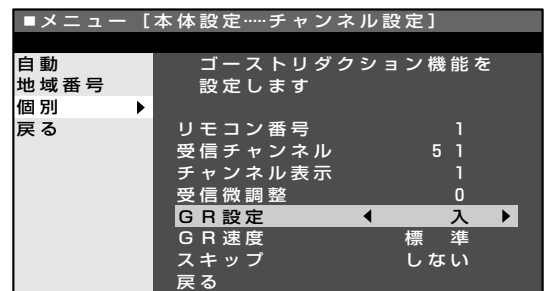 ■メニュー [本体設定……チャンネル設定]
自動
地域番号
個別 ▶
戻る
ゴーストリダクション機能を
設定します
リモコン番号 1
受信チャンネル 51
チャンネル表示 1
受信微調整 0
GR設定 ◀ 入 ▶
GR速度 標 準
スキップ しない
戻る